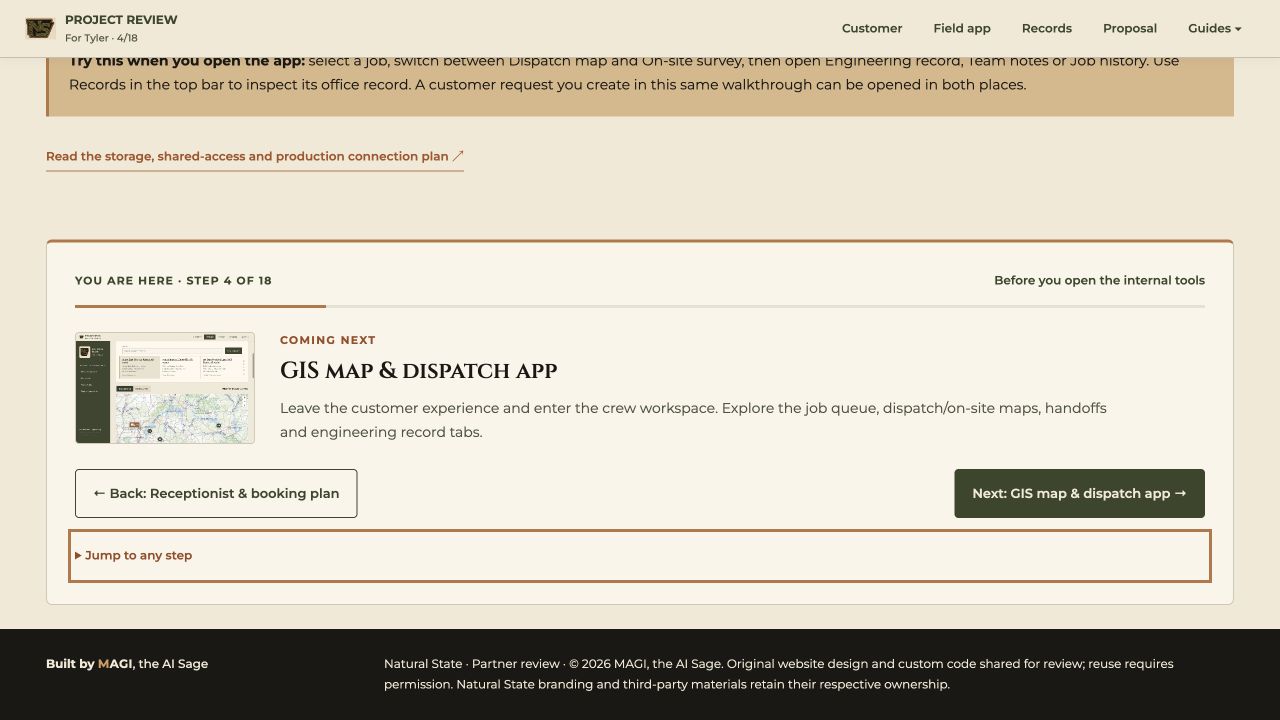 PROJECT REVIEW
For Tyler · 4/18
Customer
Field app
Records
Proposal
Guides
Try this when you open the app: select a job, switch between Dispatch map and On-site survey, then open Engineering record, Team notes or Job history. Use
Records in the top bar to inspect its office record. A customer request you create in this same walkthrough can be opened in both places.
Read the storage, shared-access and production connection plan ↗
YOU ARE HERE · STEP 4 OF 18
Before you open the internal tools
COMING NEXT
GIS MAP & DISPATCH APP
Leave the customer experience and enter the crew workspace. Explore the job queue, dispatch/on-site maps, handoffs
and engineering record tabs.
← Back: Receptionist & booking plan
Next: GIS map & dispatch app →
Jump to any step
Built by MAGI, the AI Sage
Natural State · Partner review · © 2026 MAGI, the AI Sage. Original website design and custom code shared for review; reuse requires
permission. Natural State branding and third-party materials retain their respective ownership.